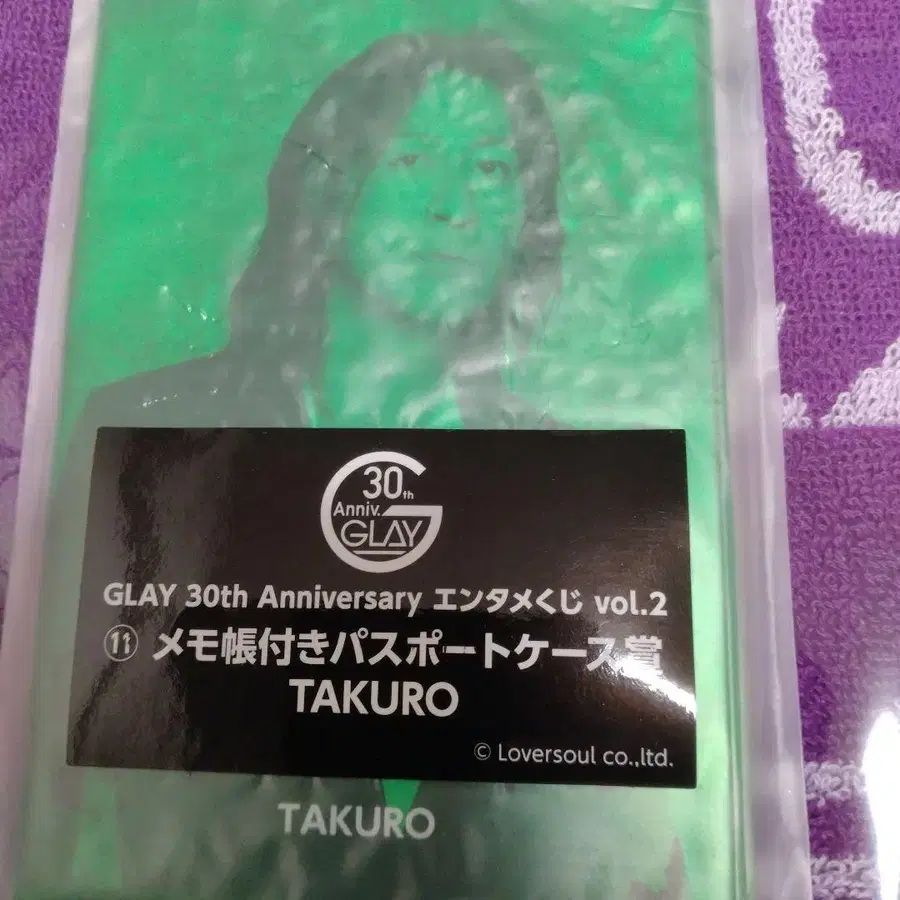 30th
Anniv.
GLAY
GLAY 30th Anniversary エンタメくじ vol.2
⑪ メモ帳付きパスポートケース賞
TAKURO
© Loversoul co.,ltd.
TAKURO